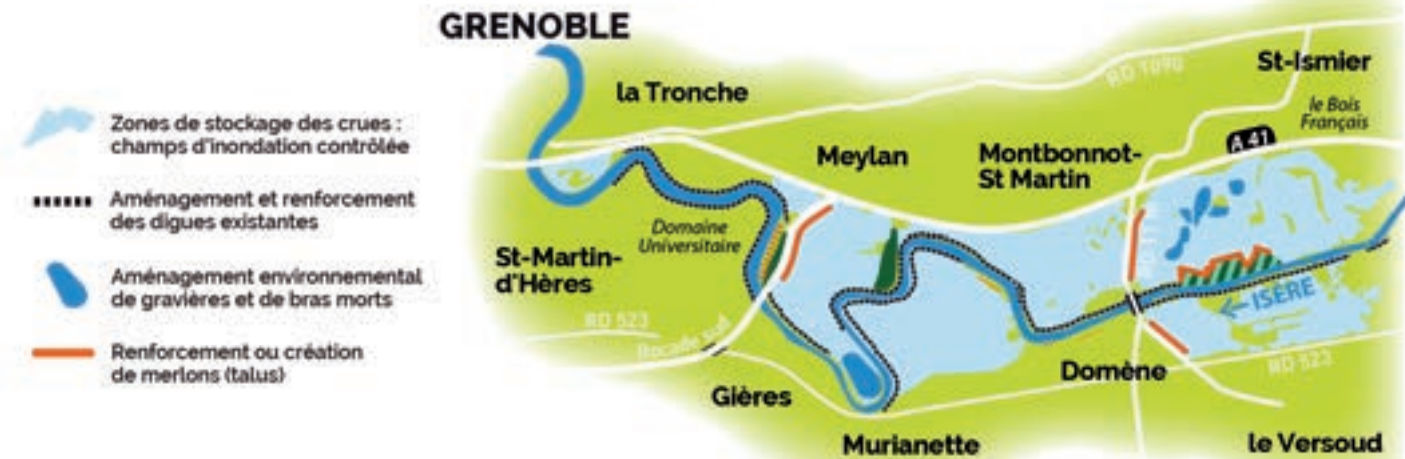 GRENOBLE
Zones de stockage des crues :
champs d'inondation contrôlée
Aménagement et renforcement
des digues existantes
Aménagement environnemental
de gravières et de bras morts
Renforcement ou création
de merlons (talus)
la Tronche
RD 1090
St-Ismier
le Bois
Français
A 41
Meylan
Montbonnot-
St Martin
Domaine
Universitaire
St-Martin-
d'Hères
RD 523
Rocade sud
ISÈRE
Domène
RD 523
Gières
Murianette
le Versoud